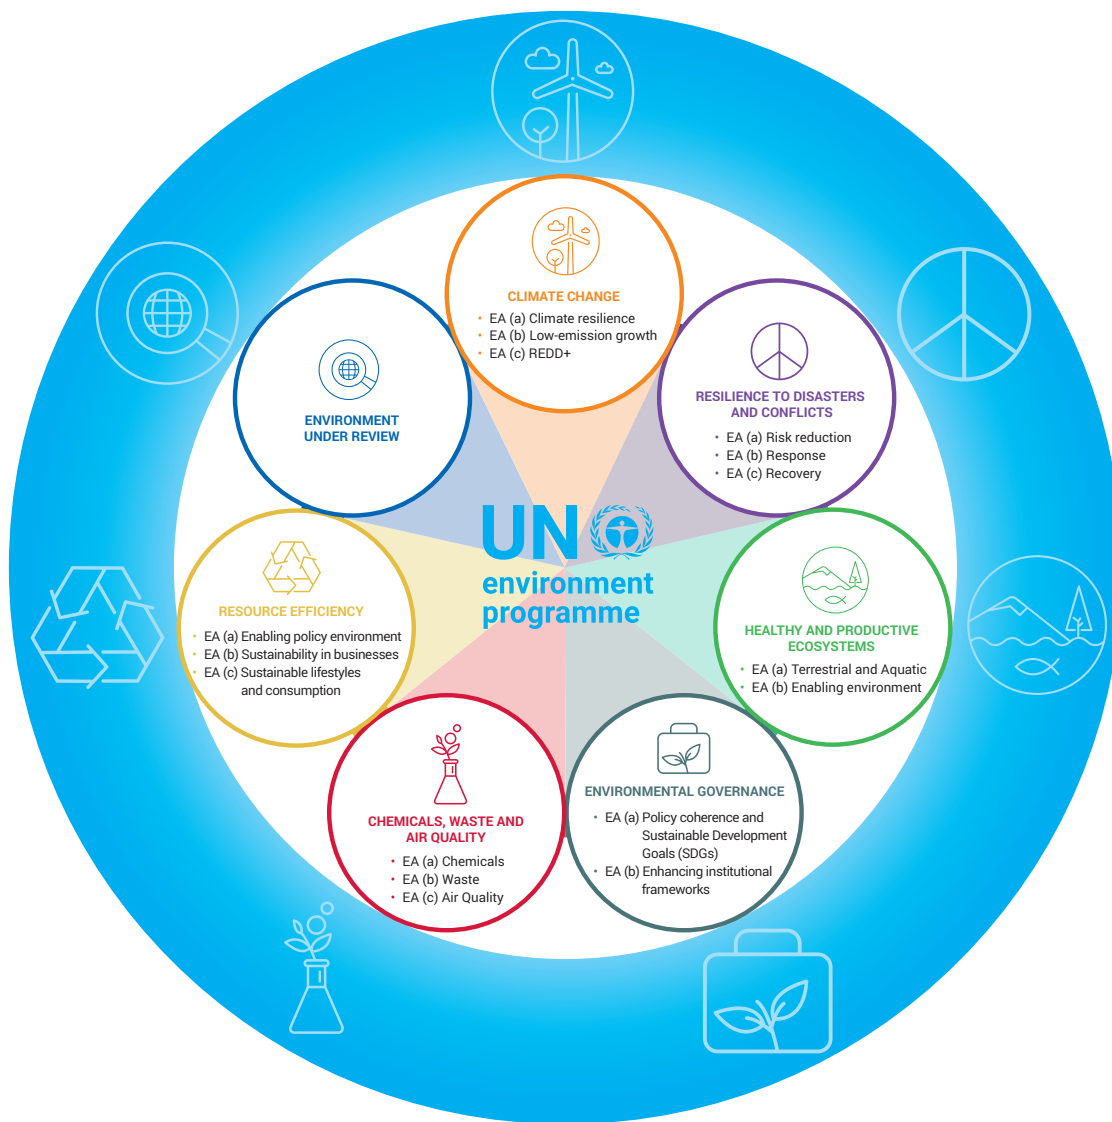 CLIMATE CHANGE
• EA (a) Climate resilience
• EA (b) Low-emission growth
• EA (c) REDD+
RESILIENCE TO DISASTERS
AND CONFLICTS
• EA (a) Risk reduction
• EA (b) Response
• EA (c) Recovery
HEALTHY AND PRODUCTIVE
ECOSYSTEMS
• EA (a) Terrestrial and Aquatic
• EA (b) Enabling environment
ENVIRONMENTAL GOVERNANCE
• EA (a) Policy coherence and
Sustainable Development
Goals (SDGs)
• EA (b) Enhancing institutional
frameworks
CHEMICALS, WASTE AND
AIR QUALITY
• EA (a) Chemicals
• EA (b) Waste
• EA (c) Air Quality
RESOURCE EFFICIENCY
• EA (a) Enabling policy environment
• EA (b) Sustainability in businesses
• EA (c) Sustainable lifestyles
and consumption
ENVIRONMENT
UNDER REVIEW
UN
environment
programme